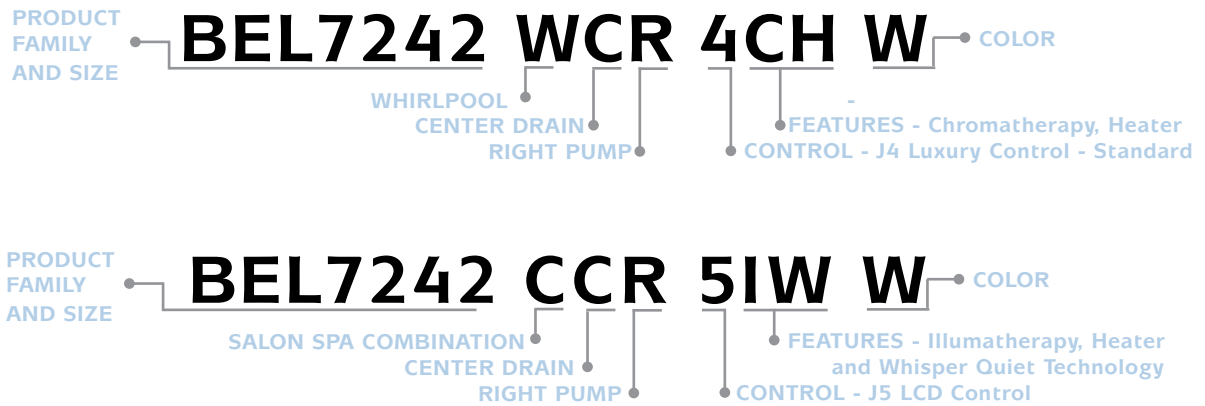 PRODUCT
FAMILY
AND SIZE
BEL7242 WCR 4CH W
COLOR
WHIRLPOOL
-
CENTER DRAIN
FEATURES - Chromatherapy, Heater
RIGHT PUMP
CONTROL - J4 Luxury Control - Standard
PRODUCT
FAMILY
AND SIZE
BEL7242 CCR 5IW W
COLOR
SALON SPA COMBINATION
FEATURES - Illumatherapy, Heater
CENTER DRAIN
and Whisper Quiet Technology
RIGHT PUMP
CONTROL - J5 LCD Control